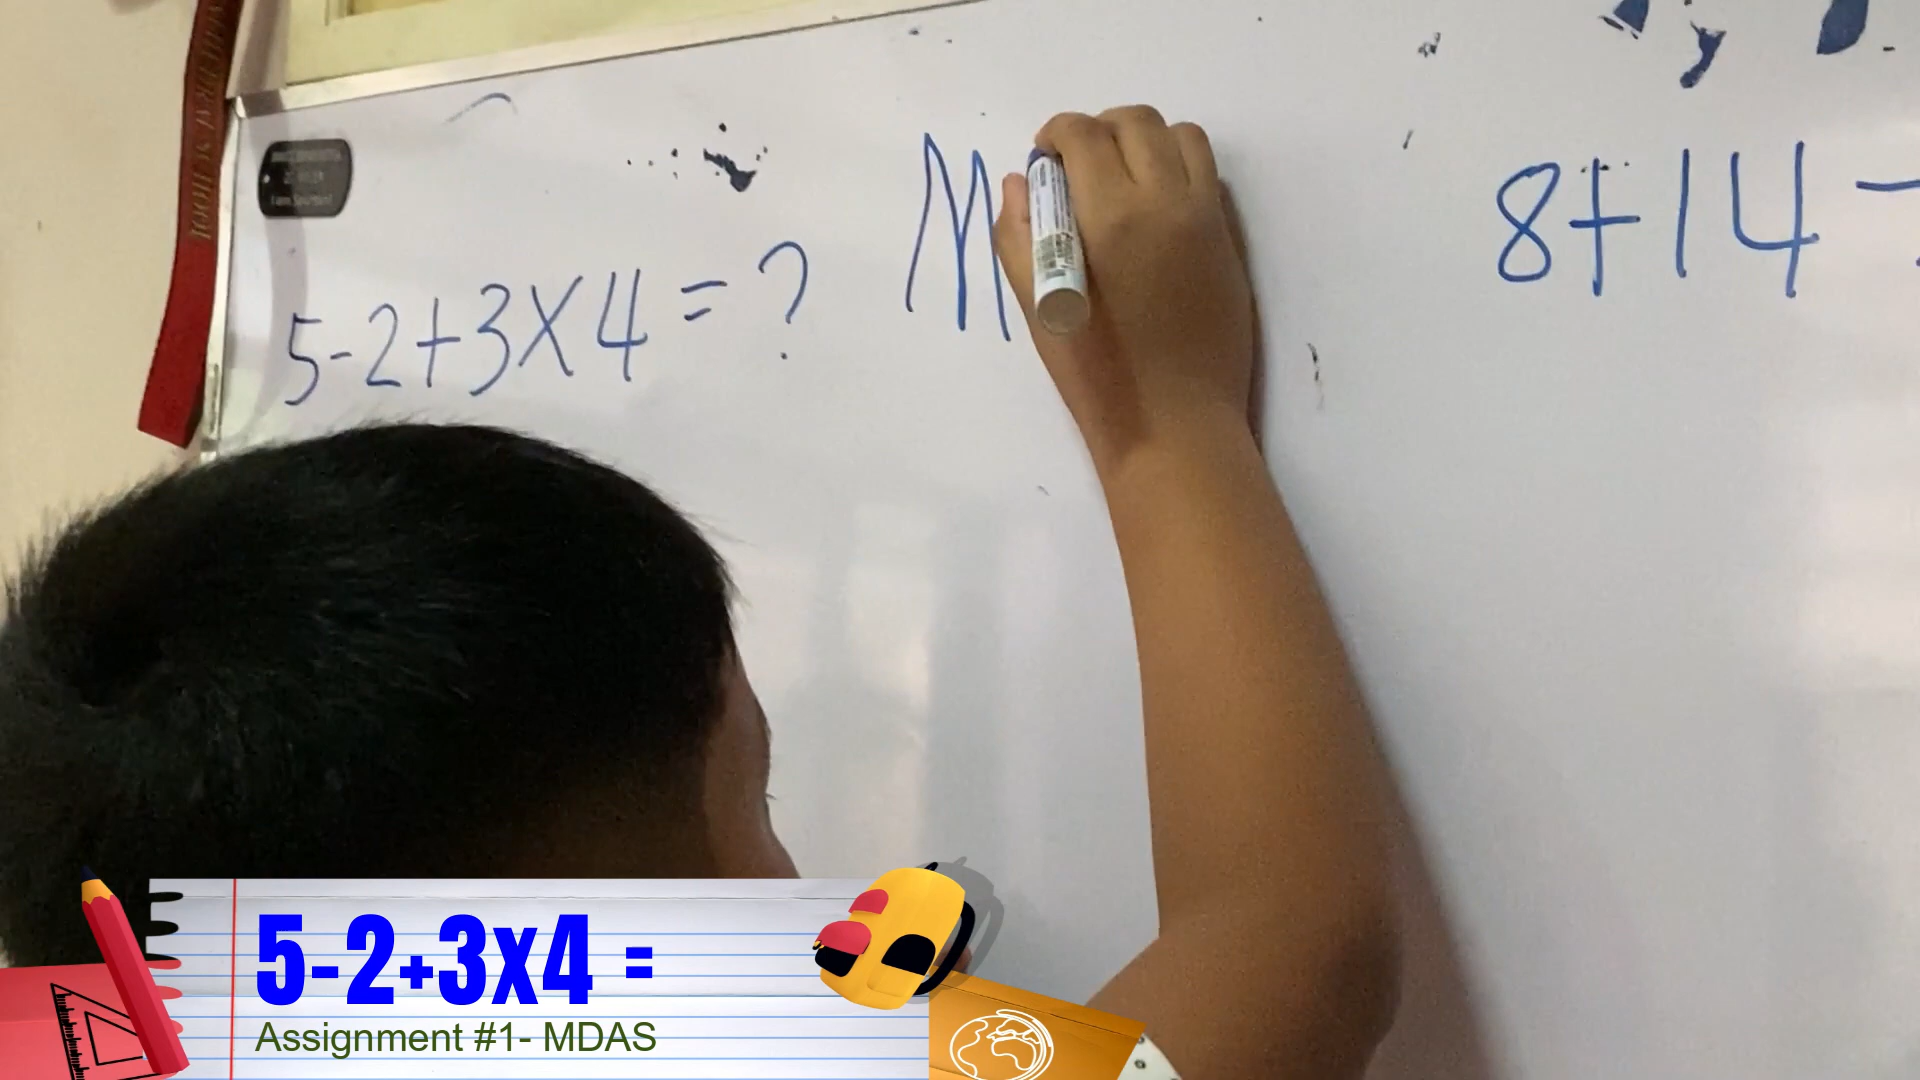 5-2+3X4=?
M
8+14
5-2+3x4 =
Assignment #1- MDAS